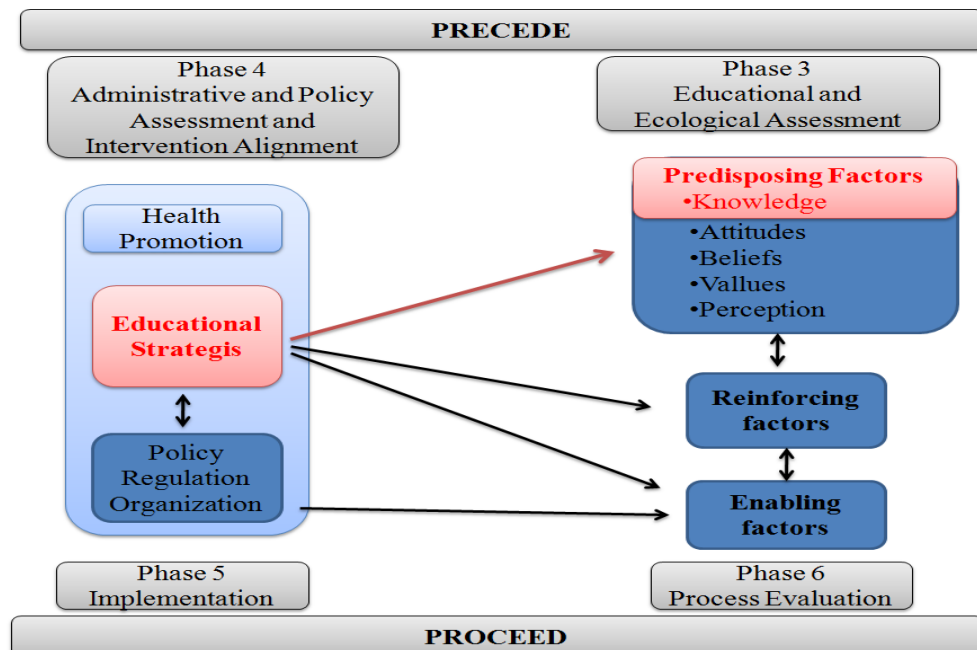 PRECEDE
Phase 4
Administrative and Policy
Assessment and
Intervention Alignment
Phase 3
Educational and
Ecological Assessment
Health
Promotion
Educational
Strategis
Policy
Regulation
Organization
Predisposing Factors
•Knowledge
•Attitudes
•Beliefs
•Vallues
•Perception
Reinforcing
factors
Enabling
factors
Phase 5
Implementation
Phase 6
Process Evaluation
PROCEED